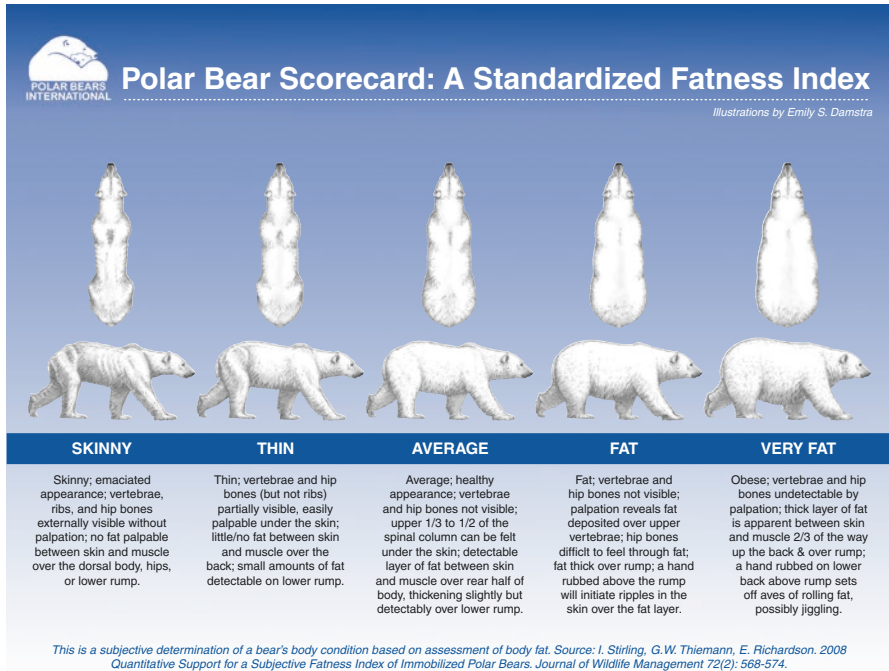 POLAR BEARS
INTERNATIONAL
Polar Bear Scorecard: A Standardized Fatness Index
Illustrations by Emily S. Damstra
SKINNY
Skinny; emaciated
appearance; vertebrae,
ribs, and hip bones
externally visible without
palpation; no fat palpable
between skin and muscle
over the dorsal body, hips,
or lower rump.
THIN
Thin; vertebrae and hip
bones (but not ribs)
partially visible, easily
palpable under the skin;
little/no fat between skin
and muscle over the
back; small amounts of fat
detectable on lower rump.
AVERAGE
Average; healthy
appearance; vertebrae
and hip bones not visible;
upper 1/3 to 1/2 of the
spinal column can be felt
under the skin; detectable
layer of fat between skin
and muscle over rear half of
body, thickening slightly but
detectably over lower rump.
FAT
Fat; vertebrae and
hip bones not visible;
palpation reveals fat
deposited over upper
vertebrae; hip bones
difficlt to feel through fat;
fat thick over rump; a hand
rubbed above the rump
will initiate ripples in the
skin over the fat layer.
VERY FAT
Obese; vertebrae and hip
bones undetectable by
palpation; thick layer of fat
is apparent between skin
and muscle 2/3 of the way
up the back & over rump;
a hand rubbed on lower
back above rump sets
off aves of rolling fat,
possibly jiggling.
This is a subjective determination of a bear's body condition based on assessment of body fat. Source: I. Stirling, G.W. Thiemann, E. Richardson. 2008
Quantitative Support for a Subjective Fatness Index of Immobilized Polar Bears. Journal of Wildlife Management 72(2): 568-574.